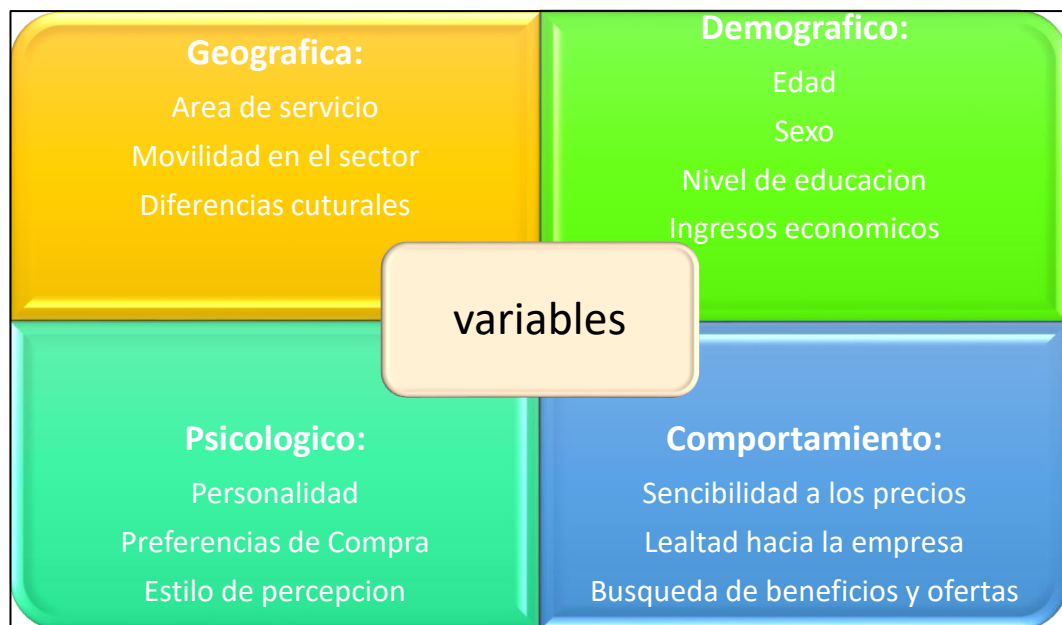 Geografica:
Area de servicio
Movilidad en el sector
Diferencias cuturales
Demografico:
Edad
Sexo
Nivel de educacion
Ingresos economicos
variables
Psicologico:
Personalidad
Preferencias de Compra
Estilo de percepcion
Comportamiento:
Sencibilidad a los precios
Lealtad hacia la empresa
Busqueda de beneficios y ofertas